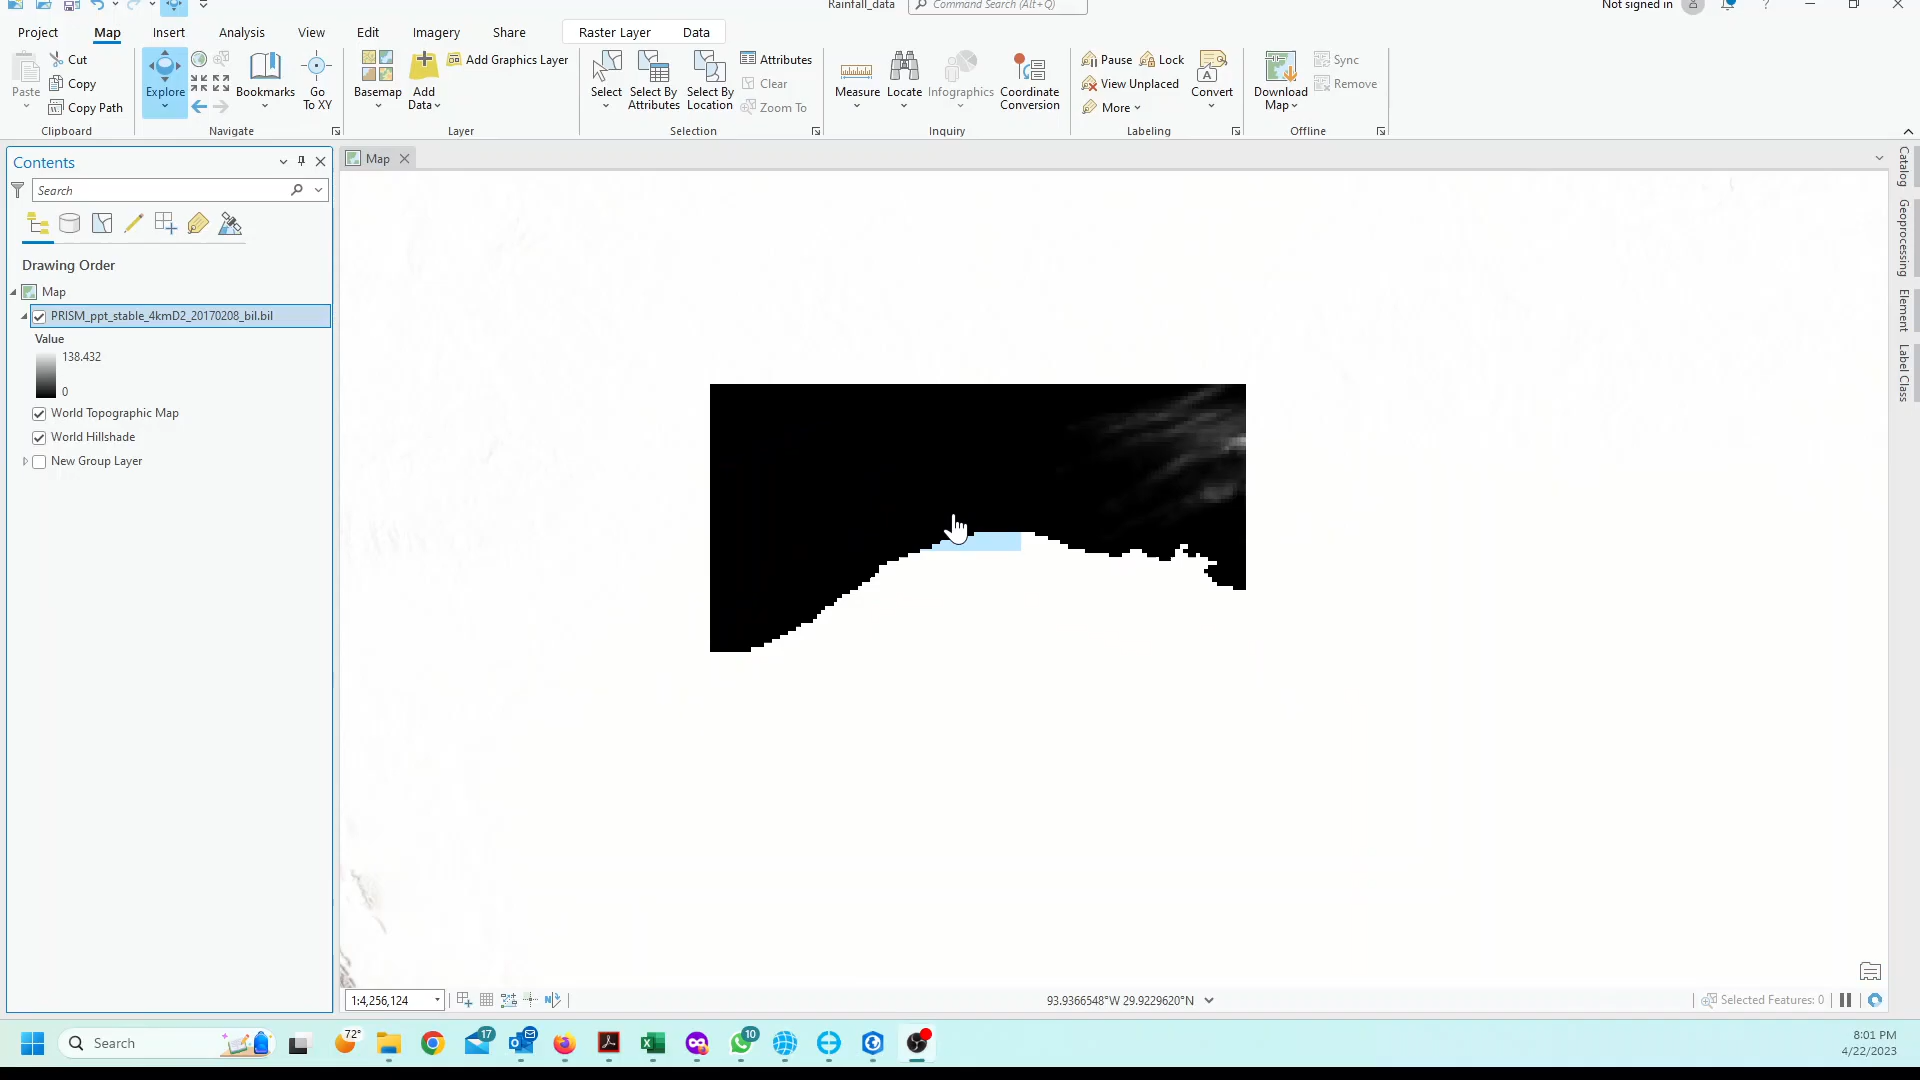 Rainfall_data
Command Search (Alt+Q)
Not signed in
Project
Map
Insert
Analysis
View
Edit
Imagery
Share
Raster Layer
Data
Paste
Cut
Copy
Copy Path
Clipboard
Explore
Bookmarks
Go To XY
Navigate
Basemap
Add Data
Add Graphics Layer
Layer
Select
Select By Attributes
Select By Location
Attributes
Clear
Zoom To
Selection
Measure
Locate
Infographics
Coordinate Conversion
Inquiry
Pause
Lock
View Unplaced
More
Convert
Labeling
Download Map
Sync
Remove
Offline
Contents
Search
Drawing Order
Map
PRISM_ppt_stable_4kmD2_20170208_bil.bil
Value
138.432
0
World Topographic Map
World Hillshade
New Group Layer
Map
Catalog
Geoprocessing
Element
Label Class
1:4,256,124
93.9366548°W 29.9229620°N
Selected Features: 0
Search
72°
17
10
8:01 PM
4/22/2023